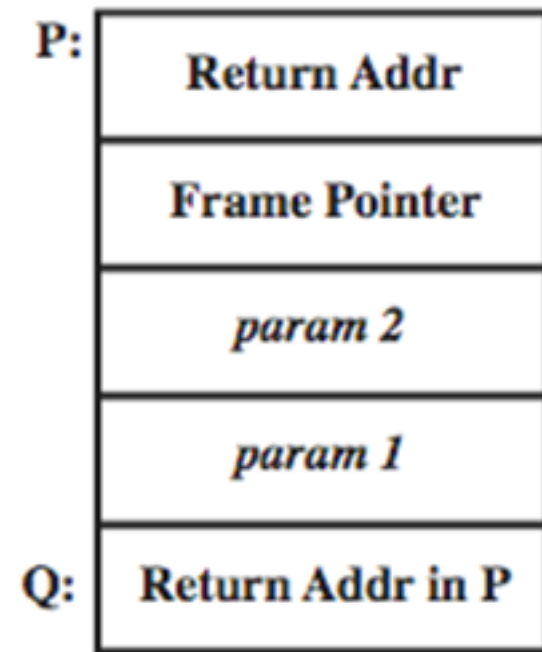 P:
Return Addr
Frame Pointer
param 2
param 1
Q: Return Addr in P